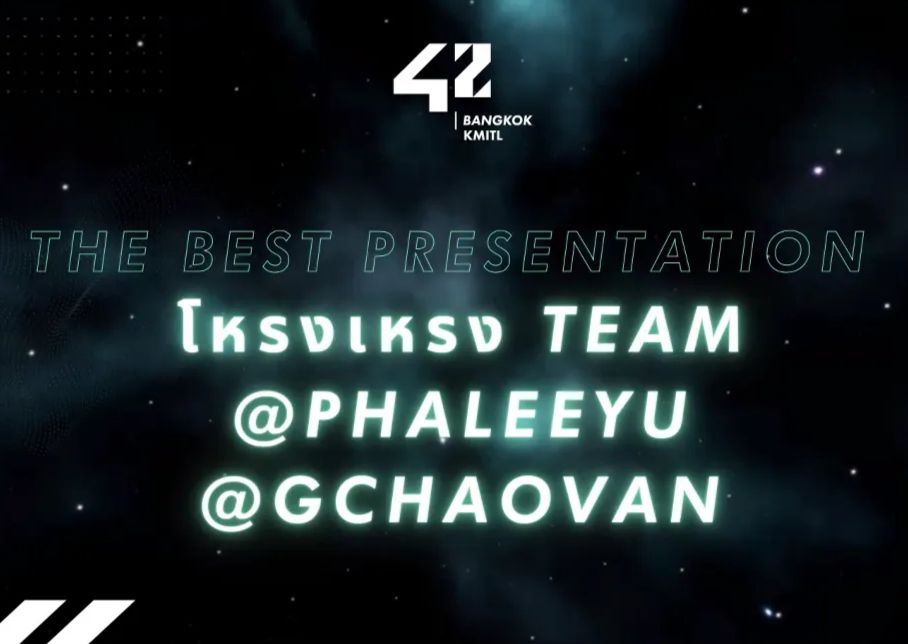 42
BANGKOK
KMITL
THE BEST PRESENTATION
โหรงเหรง TEAM
@PHALEEYU
@GCHAOVAN